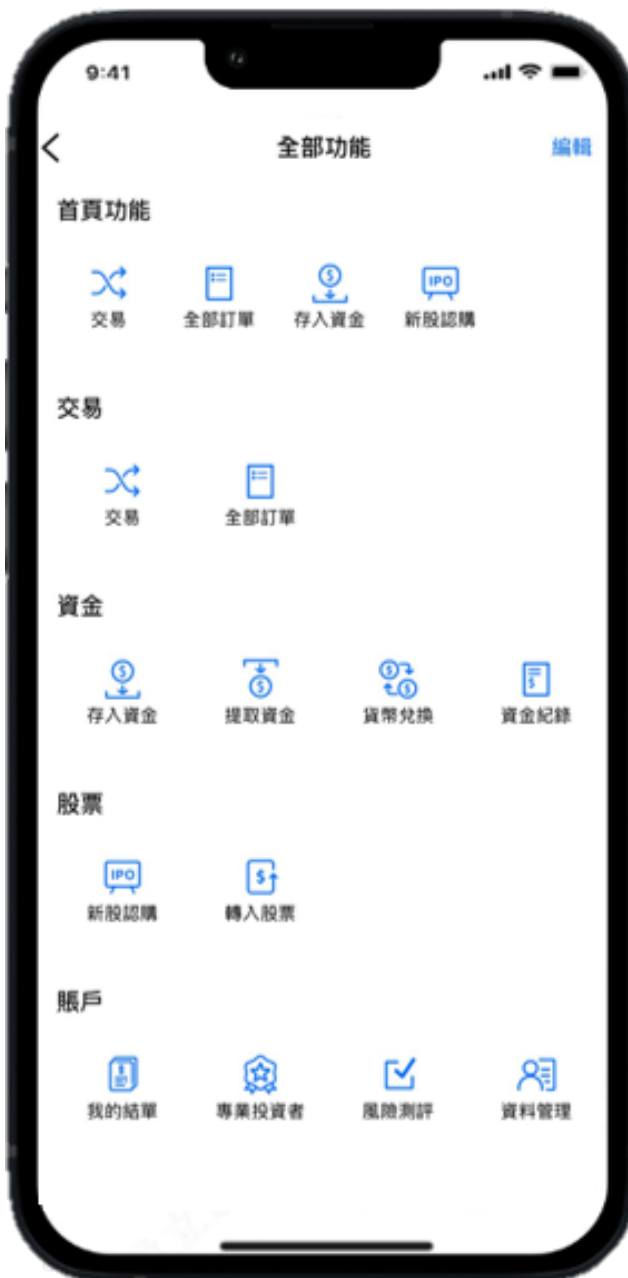 9:41
全部功能 編輯
首頁功能
IPO
交易 全部訂單 存入資金 新股認購
交易
交易 全部訂單
資金
存入資金 提取資金 貨幣兌換 資金紀錄
股票
IPO
新股認購 轉入股票
賬戶
我的結單 專業投資者 風險測評 資料管理